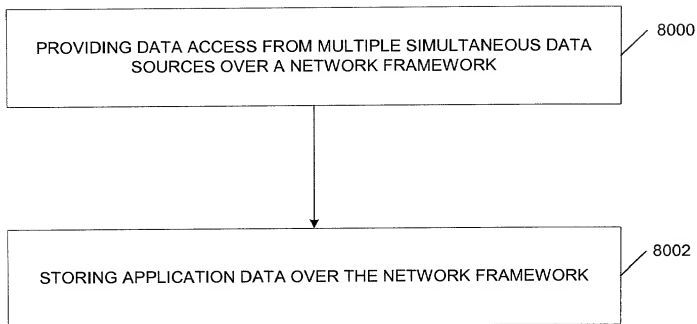 PROVIDING DATA ACCESS FROM MULTIPLE SIMULTANEOUS DATA
SOURCES OVER A NETWORK FRAMEWORK
8000
STORING APPLICATION DATA OVER THE NETWORK FRAMEWORK
8002